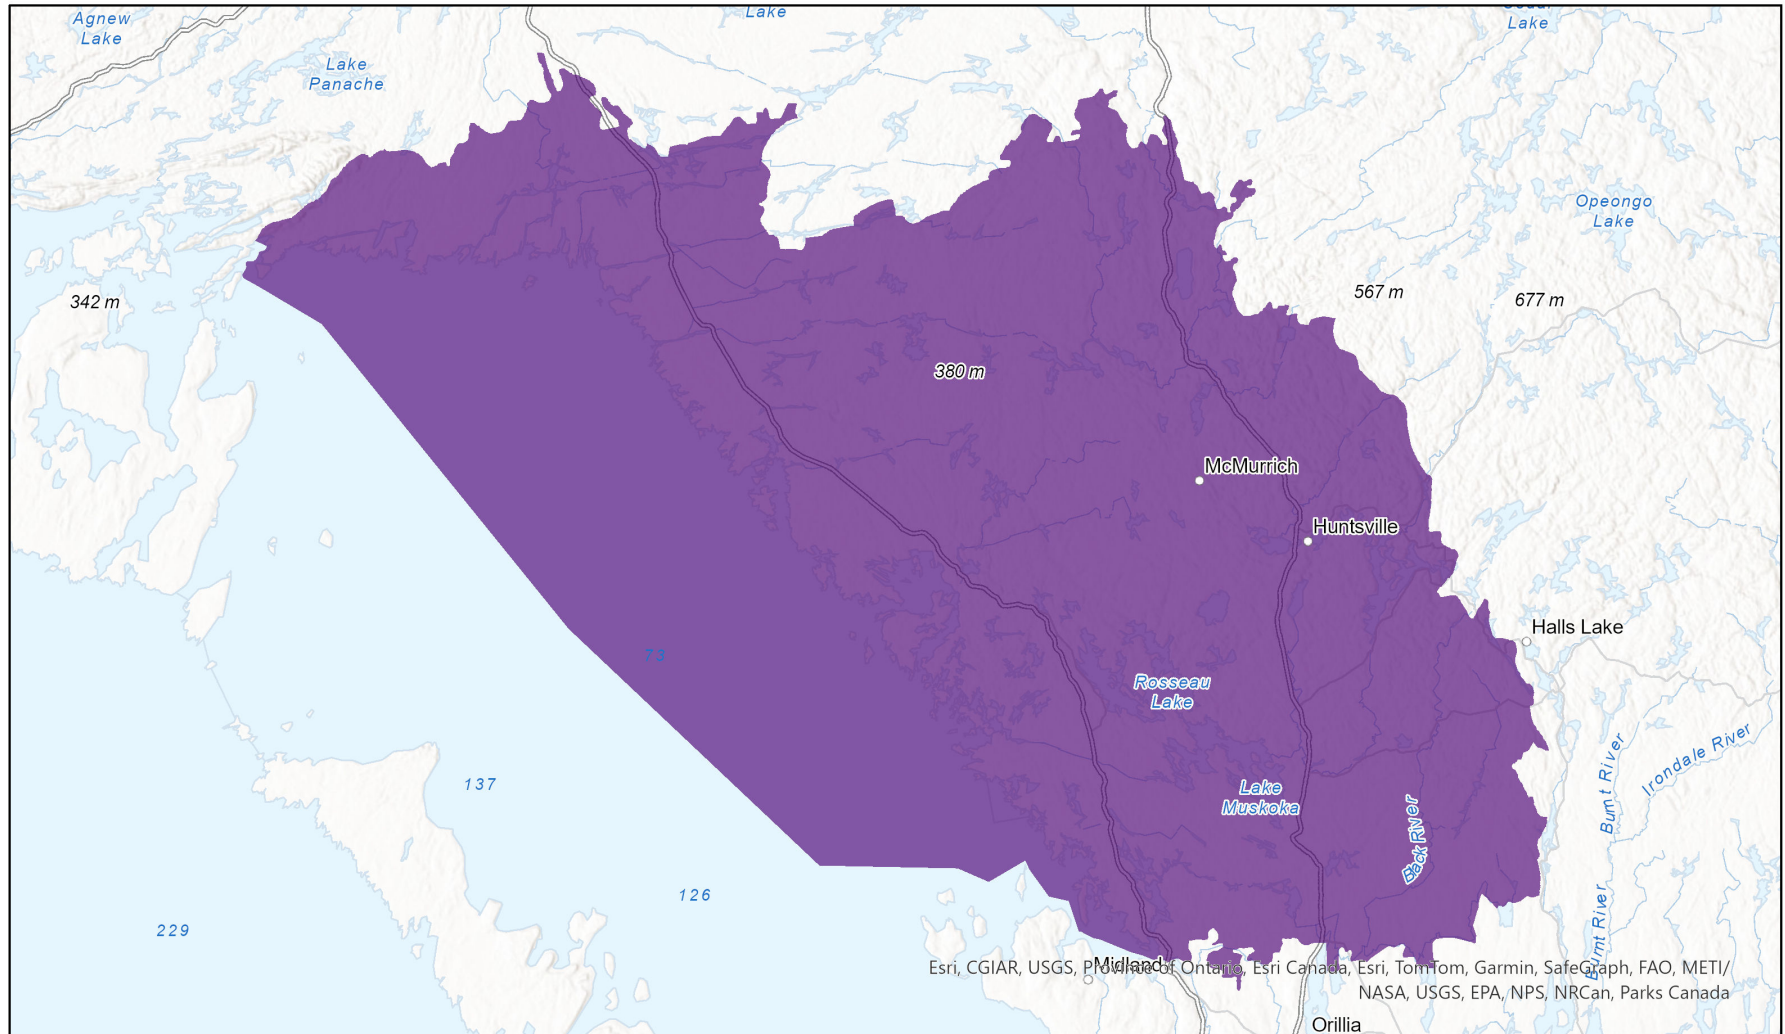 Agnew
Lake
Lake
Lake
Lake
Panache
Opeongo
Lake
342 m
567 m
677 m
380 m
McMurrich
Huntsville
Halls Lake
73
Rosseau
Lake
137
Lake
Muskoka
Back River
Burnt River
Irondale River
126
229
Burnt River
Midland
Esri, CGIAR, USGS, Province of Ontario, Esri Canada, Esri, TomTom, Garmin, SafeGraph, FAO, METI/
NASA, USGS, EPA, NPS, NRCan, Parks Canada
Orillia